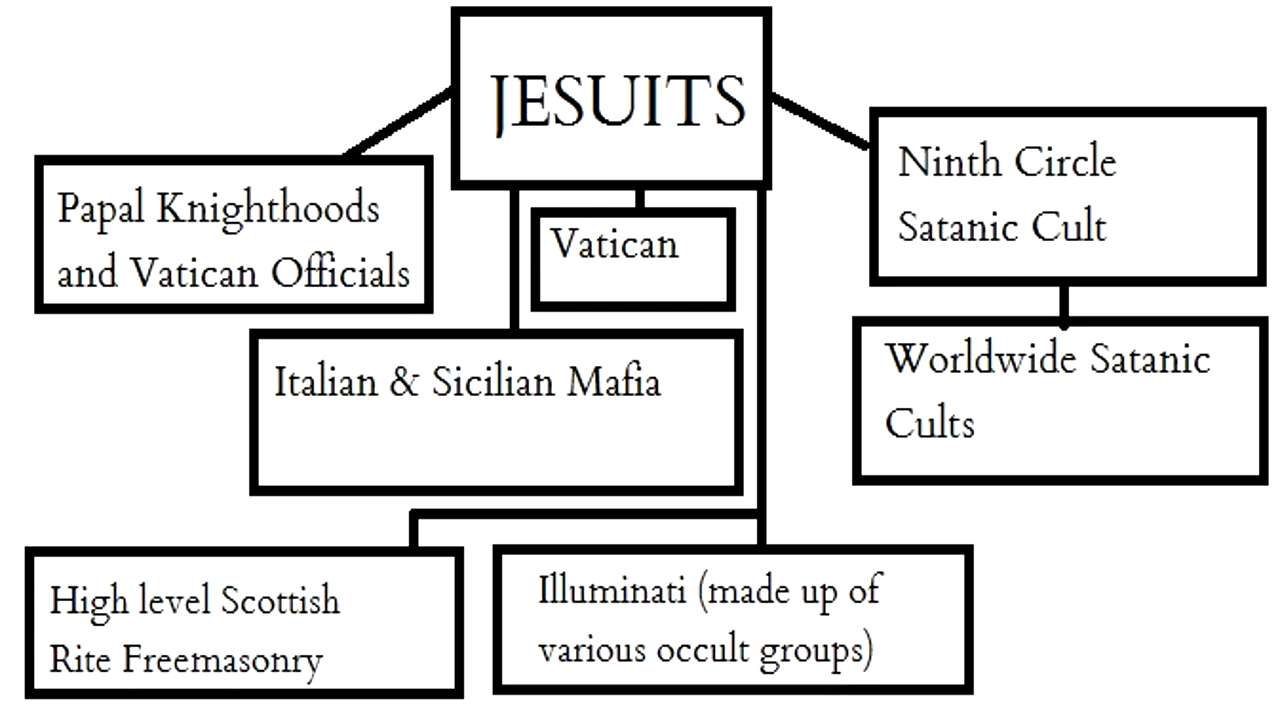 JESUITS
Papal Knighthoods
and Vatican Officials
Vatican
Ninth Circle
Satanic Cult
Italian & Sicilian Mafia
Worldwide Satanic
Cults
High level Scottish
Rite Freemasonry
Illuminati (made up of
various occult groups)